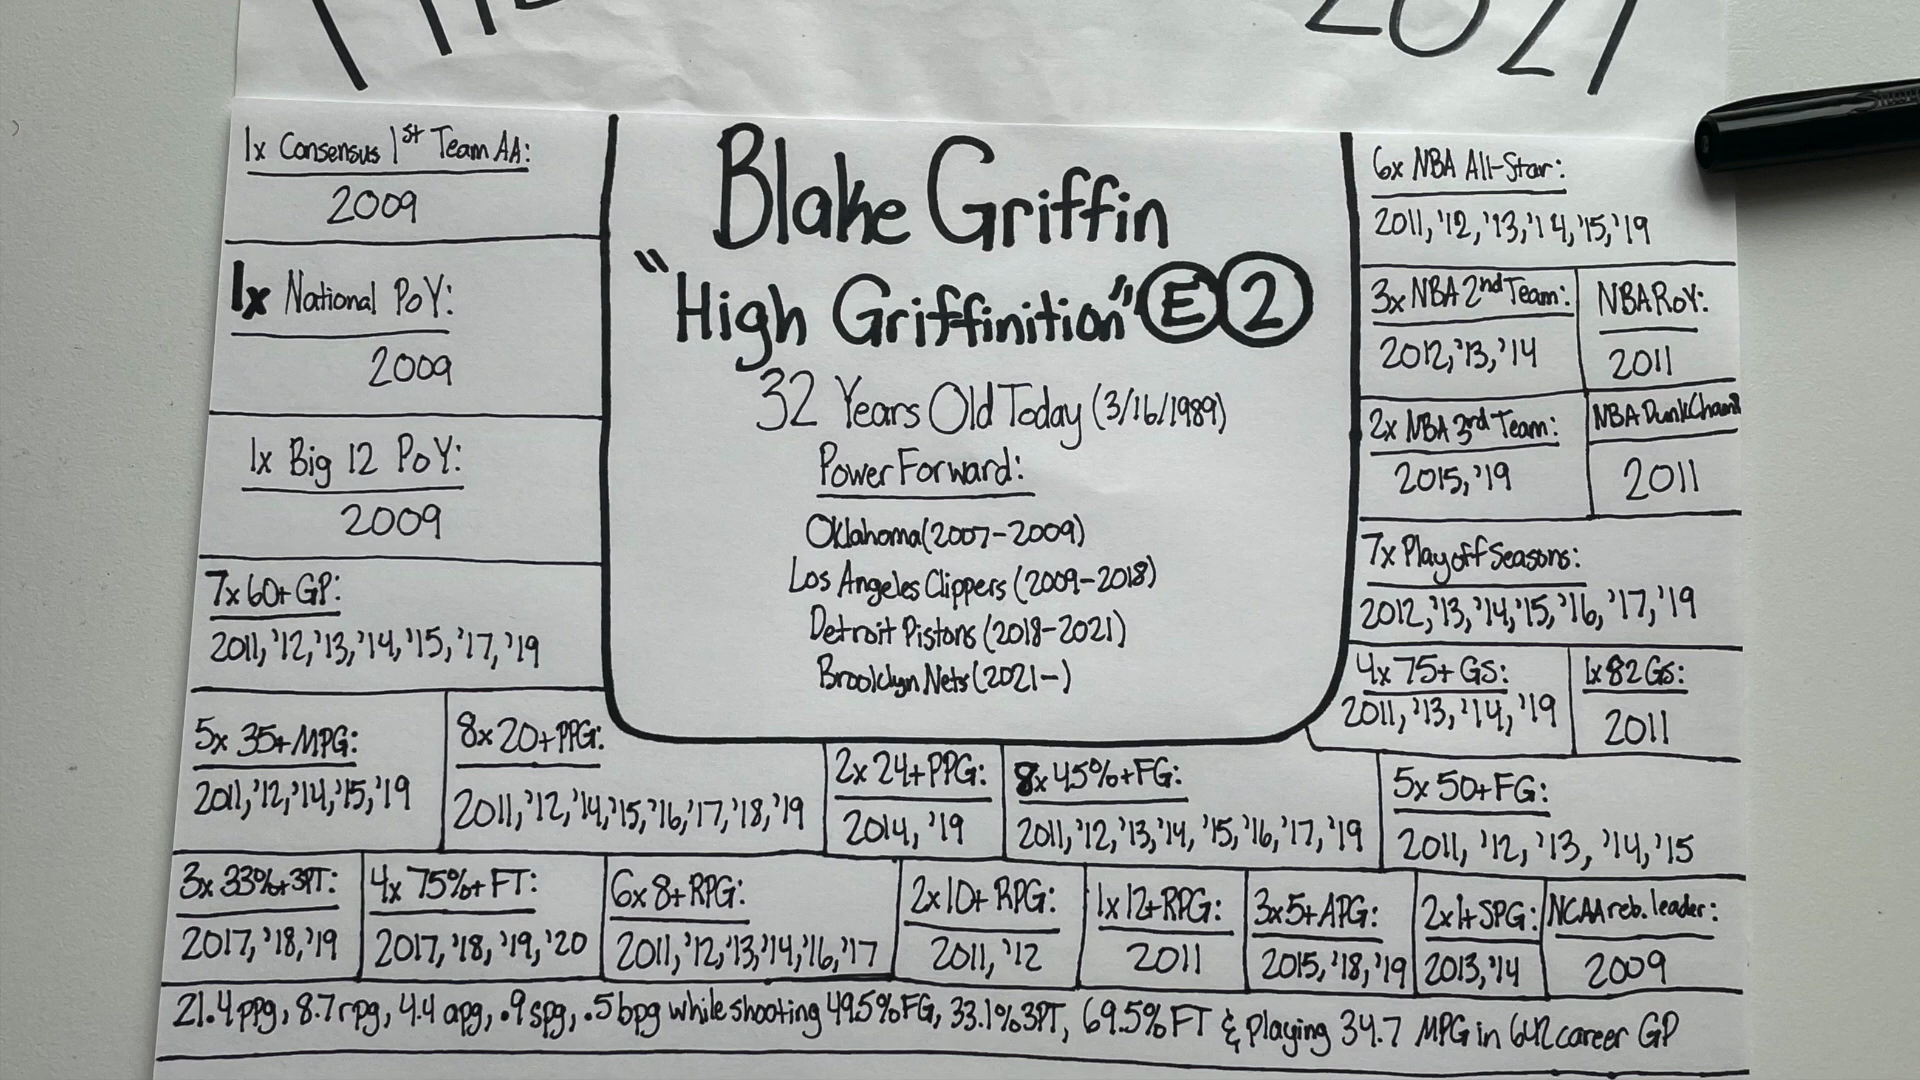 2021
1x Consensus 1st Team AA:
2009
1x National PoY:
2009
1x Big 12 PoY:
2009
7x 60+ GP:
2011, '12, '13, '14, '15, '17, '19
Blake Griffin
"High Griffinition" E 2
32 Years Old Today (3/16/1989)
Power Forward:
Oklahoma (2007-2009)
Los Angeles Clippers (2009-2018)
Detroit Pistons (2018-2021)
Brooklyn Nets (2021-)
6x NBA All-Star:
2011, '12, '13, '14, '15, '19
3x NBA 2nd Team:
2012, '13, '14
NBA RoY:
2011
2x NBA 3rd Team:
2015, '19
NBA Dunk Champ
2011
7x Playoff Seasons:
2012, '13, '14, '15, '16, '17, '19
4x 75+ GS:
2011, '13, '14, '19
1x 82 GS:
2011
5x 35+ MPG:
2011, '12, '14, '15, '19
8x 20+ PPG:
2011, '12, '14, '15, '16, '17, '18, '19
2x 24+ PPG:
2014, '19
8x 45%+ FG:
2011, '12, '13, '14, '15, '16, '17, '19
5x 50+ FG:
2011, '12, '13, '14, '15
3x 33%+ 3PT:
2017, '18, '19
4x 75%+ FT:
2017, '18, '19, '20
6x 8+ RPG:
2011, '12, '13, '14, '16, '17
2x 10+ RPG:
2011, '12
1x 12+ RPG:
2011
3x 5+ APG:
2015, '18, '19
2x 1+ SPG:
2013, '14
NCAA reb. leader:
2009
21.4 ppg, 8.7 rpg, 4.4 apg, .9 spg, .5 bpg while shooting 49.5% FG, 33.1% 3PT, 69.5% FT & Playing 34.7 MPG in 642 career GP